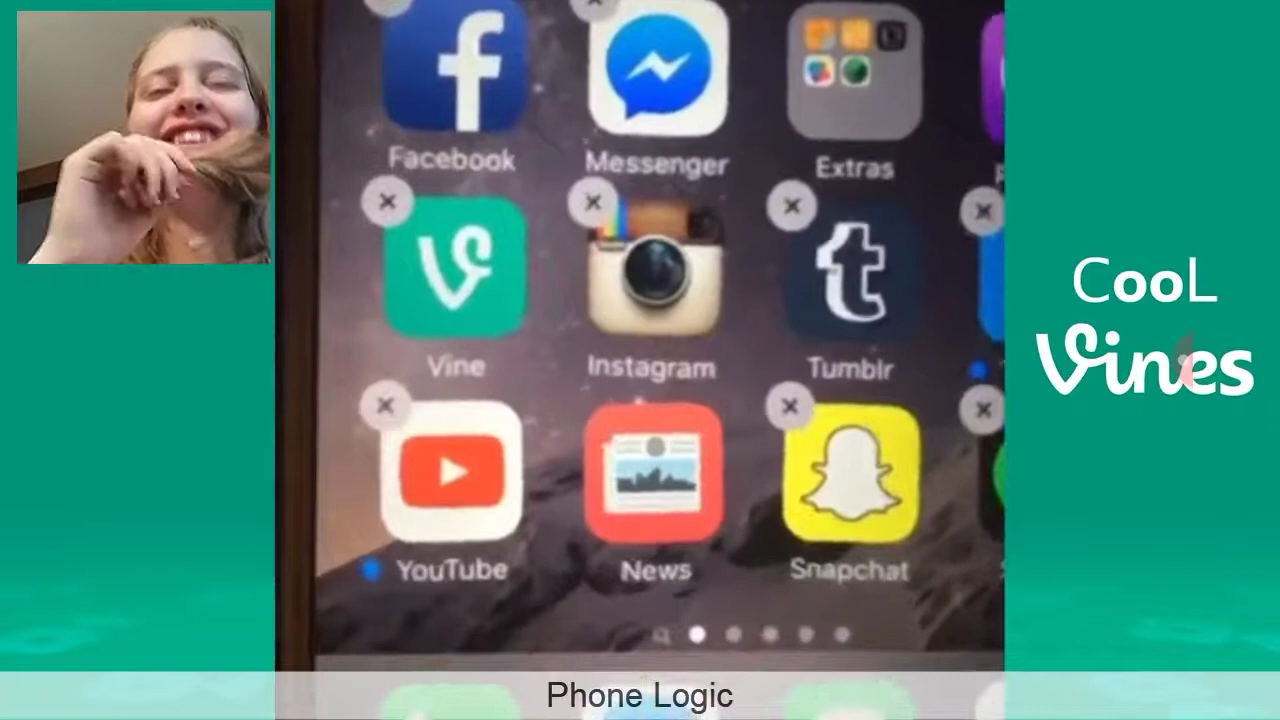 Facebook Messenger Extras
Vine Instagram Tumblr
YouTube News Snapchat
CooL
Vines
Phone Logic